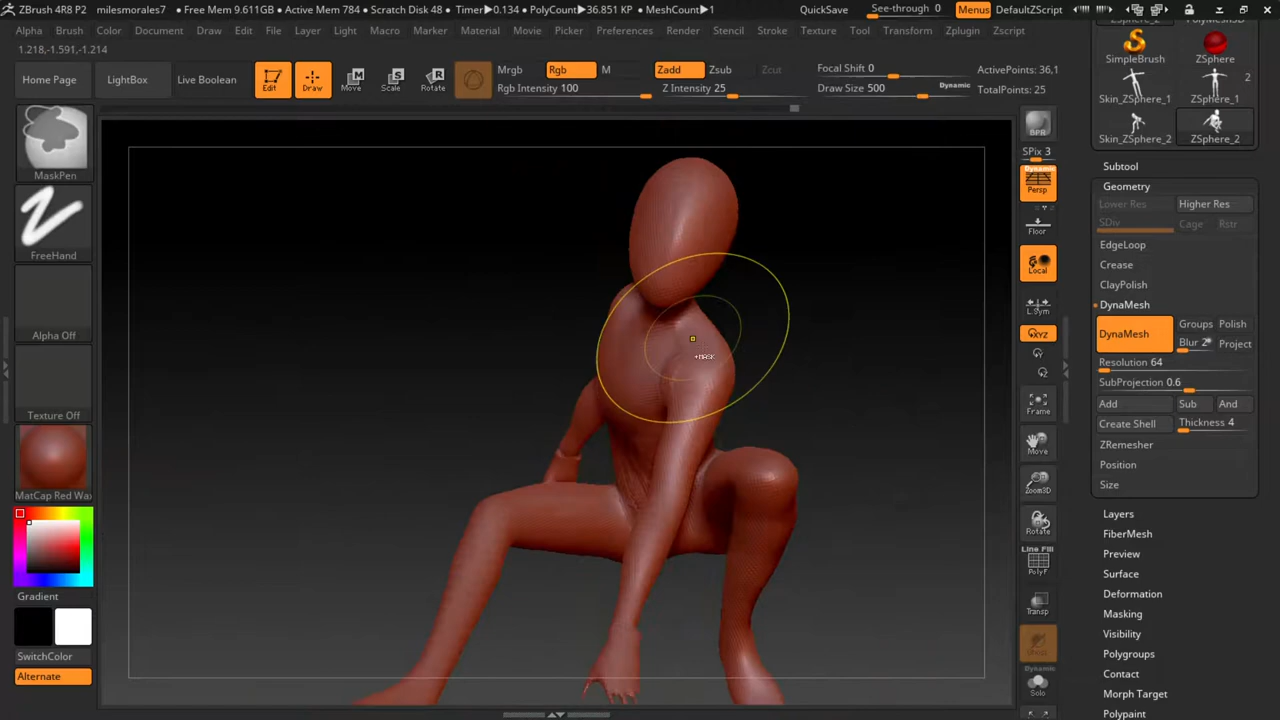 ZBrush 4R8 P2 milesmorales7 • Free Mem 9.611GB • Active Mem 784 • Scratch Disk 48 • Timer▶0.134 • PolyCount▶36.851 KP • MeshCount▶1
QuickSave See-through 0 Menus DefaultZScript
Alpha Brush Color Document Draw Edit File Layer Light Macro Marker Material Movie Picker Preferences Render Stencil Stroke Texture Tool Transform Zplugin Zscript
1.218,-1.591,-1.214
Home Page LightBox Live Boolean Edit Draw Move Scale Rotate
Mrgb Rgb M Zadd Zsub Zcut
Rgb Intensity 100 Z Intensity 25
Focal Shift 0
Draw Size 500 Dynamic
ActivePoints: 36,1
TotalPoints: 25
MaskPen
FreeHand
Alpha Off
Texture Off
MatCap Red Wax
Gradient
SwitchColor
Alternate
+MASK
BPR
SPix 3
Dynamic
Persp
Floor
Local
L.Sym
XYZ
Frame
Move
Zoom3D
Rotate
Line Fill
PolyF
Transp
Dynamic
Solo
SimpleBrush ZSphere
2
Skin_ZSphere_1 ZSphere_1
Skin_ZSphere_2 ZSphere_2
Subtool
Geometry
Lower Res Higher Res
SDiv Cage Rstr
EdgeLoop
Crease
ClayPolish
DynaMesh
DynaMesh Groups Polish
Blur 2 Project
Resolution 64
SubProjection 0.6
Add Sub And
Create Shell Thickness 4
ZRemesher
Position
Size
Layers
FiberMesh
Preview
Surface
Deformation
Masking
Visibility
Polygroups
Contact
Morph Target
Polypaint